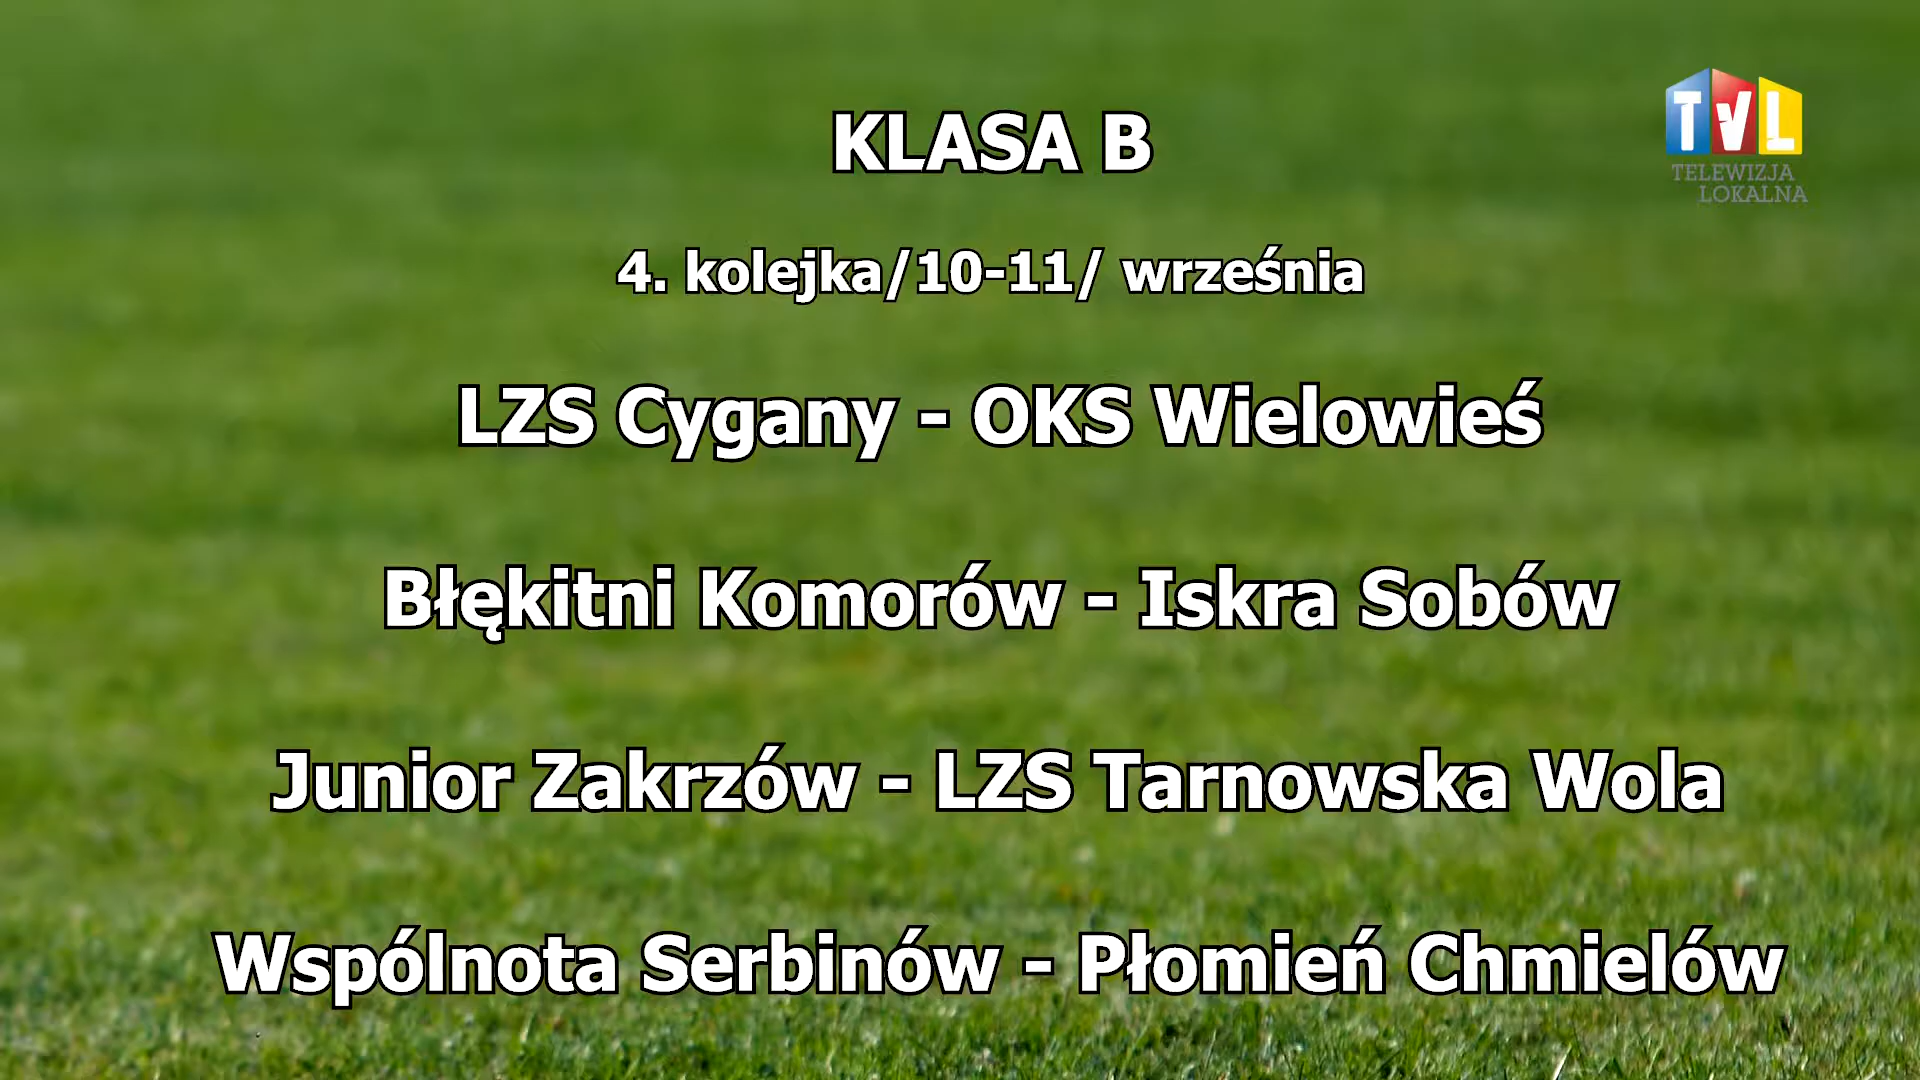 KLASA B
TVL
TELEWIZJA
LOKALNA
4. kolejka/10-11/ września
LZS Cygany - OKS Wielowieś
Błękitni Komorów - Iskra Sobów
Junior Zakrzów - LZS Tarnowska Wola
Wspólnota Serbinów - Płomień Chmielów